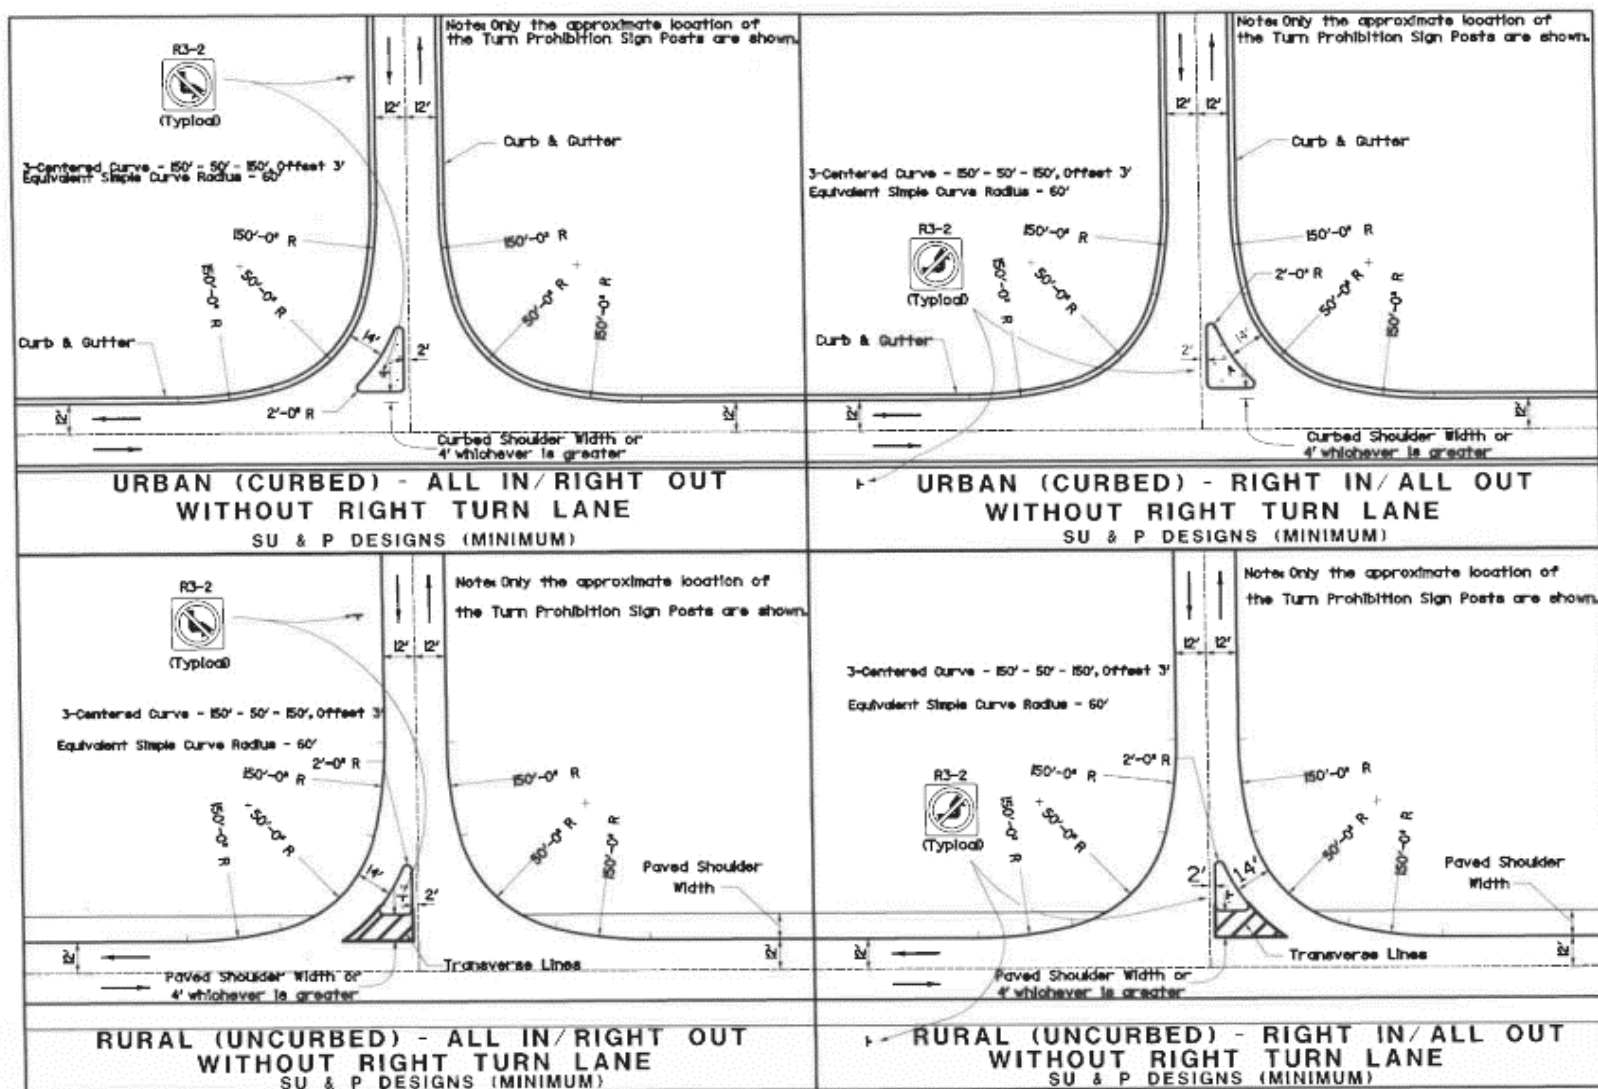 Note: Only the approximate location of
the Turn Prohibition Sign Posts are shown.
R3-2
(Typical)
12'
12'
Curb & Gutter
3-Centered Curve - 150' - 50' - 150', Offset 3'
Equivalent Simple Curve Radius - 60'
150'-0" R
150'-0" R
50'-0" R
150'-0" R
50'-0" R
150'-0" R
14'
2'
4'
Curb & Gutter
2'-0" R
12'
12'
Curbed Shoulder Width or
4' whichever is greater
URBAN (CURBED) - ALL IN/RIGHT OUT
WITHOUT RIGHT TURN LANE
SU & P DESIGNS (MINIMUM)
Note: Only the approximate location of
the Turn Prohibition Sign Posts are shown.
12'
12'
Curb & Gutter
3-Centered Curve - 150' - 50' - 150', Offset 3'
Equivalent Simple Curve Radius - 60'
R3-2
(Typical)
150'-0" R
150'-0" R
2'-0" R
150'-0" R
50'-0" R
50'-0" R
150'-0" R
14'
2'
4'
Curb & Gutter
12'
12'
Curbed Shoulder Width or
4' whichever is greater
URBAN (CURBED) - RIGHT IN/ALL OUT
WITHOUT RIGHT TURN LANE
SU & P DESIGNS (MINIMUM)
Note: Only the approximate location of
the Turn Prohibition Sign Posts are shown.
R3-2
(Typical)
12'
12'
3-Centered Curve - 150' - 50' - 150', Offset 3'
Equivalent Simple Curve Radius - 60'
2'-0" R
150'-0" R
150'-0" R
150'-0" R
50'-0" R
50'-0" R
150'-0" R
14'
2'
Paved Shoulder
Width
12'
12'
Transverse Lines
Paved Shoulder Width or
4' whichever is greater
RURAL (UNCURBED) - ALL IN/RIGHT OUT
WITHOUT RIGHT TURN LANE
SU & P DESIGNS (MINIMUM)
Note: Only the approximate location of
the Turn Prohibition Sign Posts are shown.
12'
12'
3-Centered Curve - 150' - 50' - 150', Offset 3'
Equivalent Simple Curve Radius - 60'
2'-0" R
R3-2
(Typical)
150'-0" R
150'-0" R
150'-0" R
50'-0" R
50'-0" R
150'-0" R
2'
14'
Paved Shoulder
Width
12'
12'
Transverse Lines
Paved Shoulder Width or
4' whichever is greater
RURAL (UNCURBED) - RIGHT IN/ALL OUT
WITHOUT RIGHT TURN LANE
SU & P DESIGNS (MINIMUM)